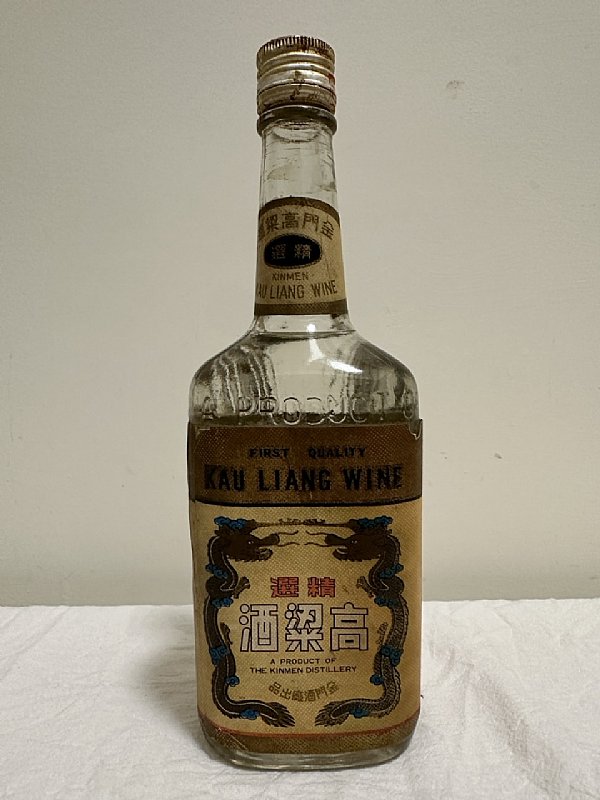 金門高粱
精選
KINMEN
KAU LIANG WINE
A PRODUCT
FIRST QUALITY
KAU LIANG WINE
精選
高粱酒
A PRODUCT OF
THE KINMEN DISTILLERY
金門酒廠出品